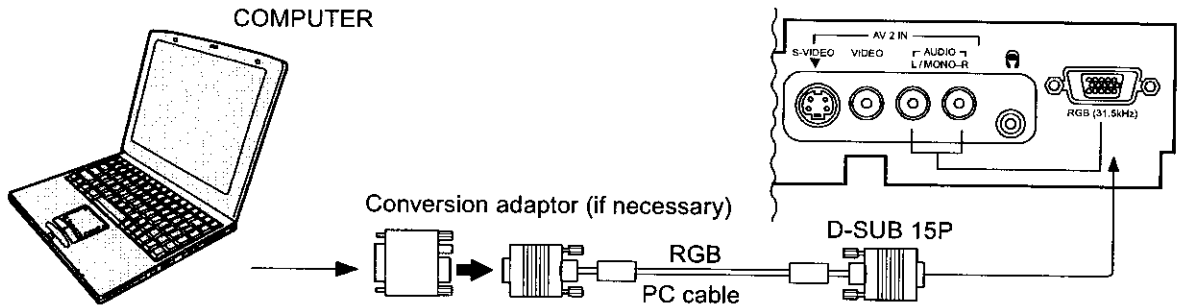 COMPUTER
AV 2 IN
S-VIDEO VIDEO AUDIO
L / MONO–R
RGB (31.5kHz)
Conversion adaptor (if necessary)
D-SUB 15P
RGB
PC cable